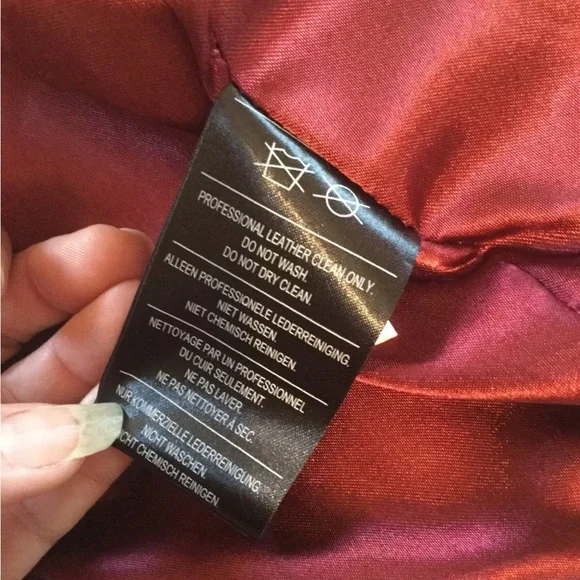 PROFESSIONAL LEATHER CLEAN ONLY.
DO NOT WASH.
DO NOT DRY CLEAN.
ALLEEN PROFESSIONELE LEDERREINIGING.
NIET WASSEN.
NIET CHEMISCH REINIGEN.
NETTOYAGE PAR UN PROFESSIONNEL
DU CUIR SEULEMENT.
NE PAS LAVER.
NE PAS NETTOYER À SEC.
NUR KOMMERZIELLE LEDERREINIGUNG.
NICHT WASCHEN.
NICHT CHEMISCH REINIGEN.